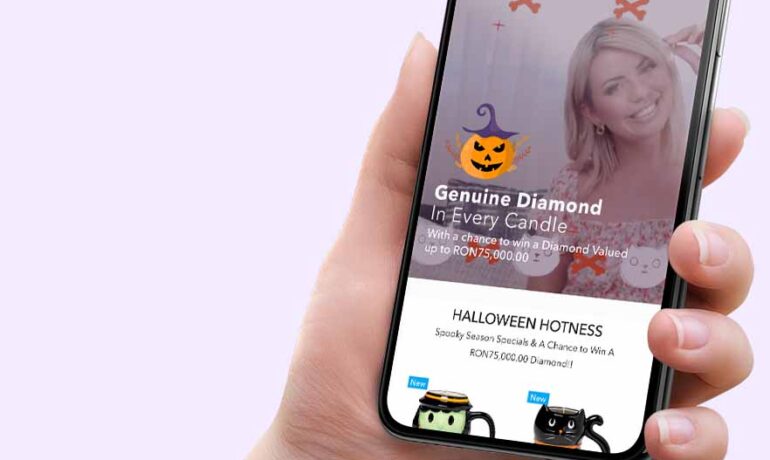 Genuine Diamond
In Every Candle
With a chance to win a Diamond Valued
up to RON75,000.00
HALLOWEEN HOTNESS
Spooky Season Specials & A Chance to Win A
RON75,000.00 Diamond!!
New
New